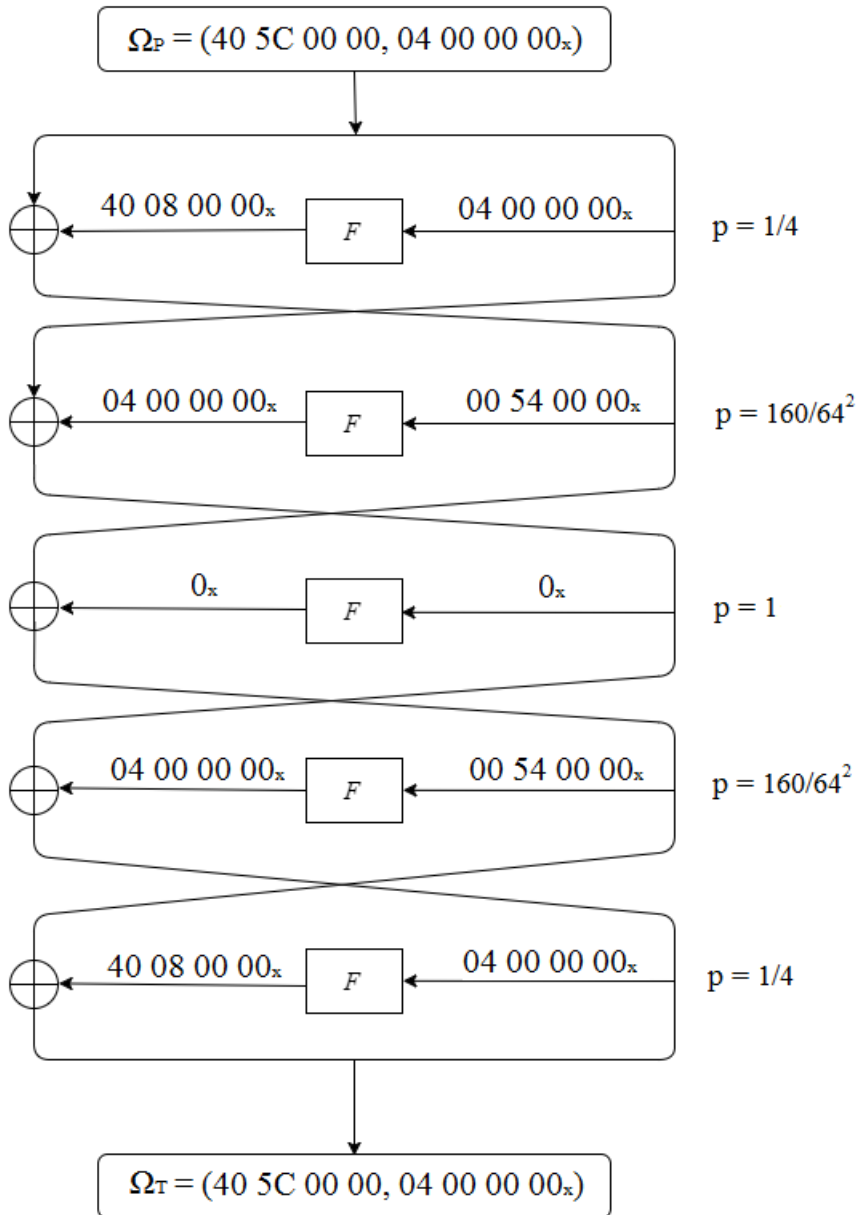 Ωₚ = (40 5C 00 00, 04 00 00 00ₓ)
40 08 00 00ₓ F 04 00 00 00ₓ p = 1/4
04 00 00 00ₓ F 00 54 00 00ₓ p = 160/64²
0ₓ F 0ₓ p = 1
04 00 00 00ₓ F 00 54 00 00ₓ p = 160/64²
40 08 00 00ₓ F 04 00 00 00ₓ p = 1/4
Ω_T = (40 5C 00 00, 04 00 00 00ₓ)